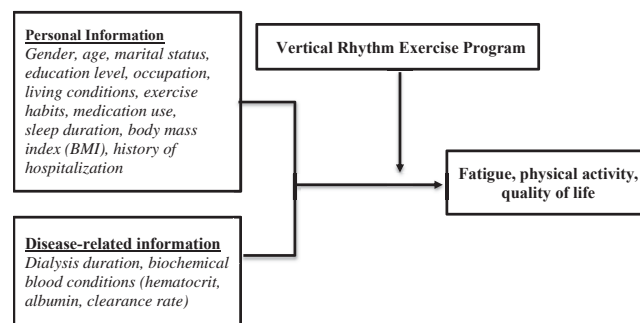 Personal Information
Gender, age, marital status,
education level, occupation,
living conditions, exercise
habits, medication use,
sleep duration, body mass
index (BMI), history of
hospitalization
Vertical Rhythm Exercise Program
Fatigue, physical activity,
quality of life
Disease-related information
Dialysis duration, biochemical
blood conditions (hematocrit,
albumin, clearance rate)